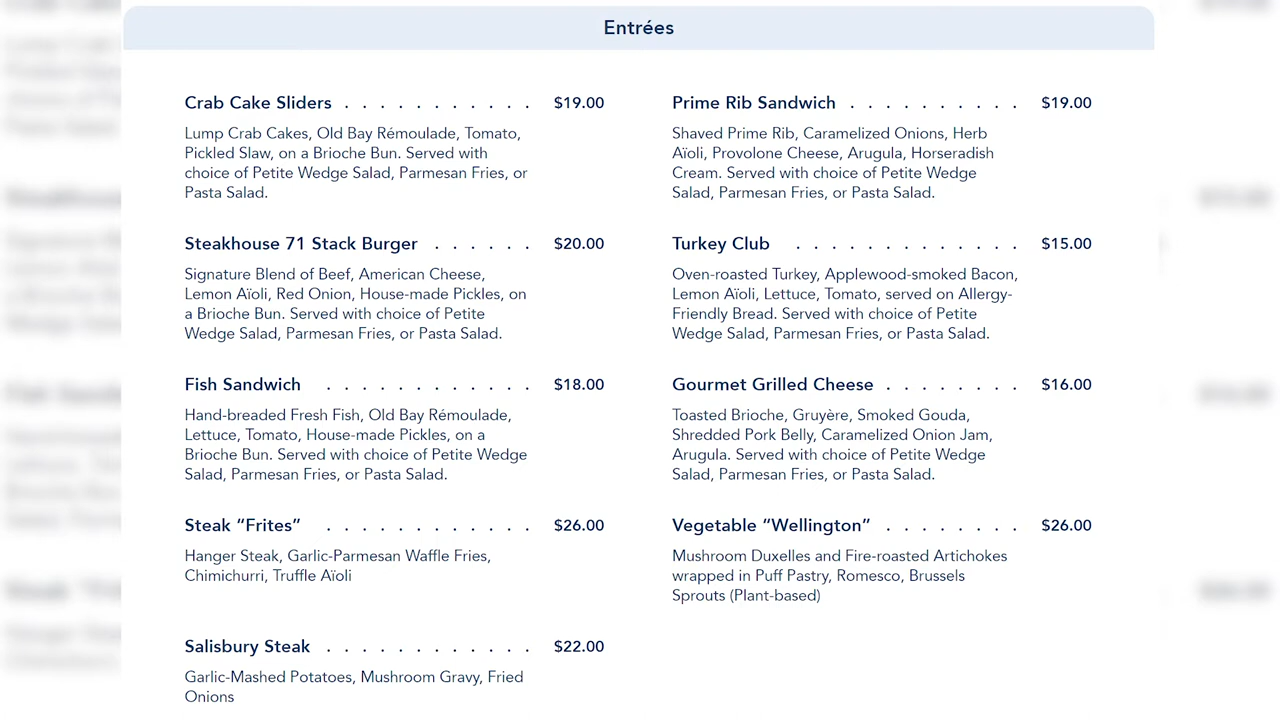 Entrées
Crab Cake Sliders . . . . . . . . . . . $19.00
Lump Crab Cakes, Old Bay Rémoulade, Tomato,
Pickled Slaw, on a Brioche Bun. Served with
choice of Petite Wedge Salad, Parmesan Fries, or
Pasta Salad.
Steakhouse 71 Stack Burger . . . . . . $20.00
Signature Blend of Beef, American Cheese,
Lemon Aïoli, Red Onion, House-made Pickles, on
a Brioche Bun. Served with choice of Petite
Wedge Salad, Parmesan Fries, or Pasta Salad.
Fish Sandwich . . . . . . . . . . . . $18.00
Hand-breaded Fresh Fish, Old Bay Rémoulade,
Lettuce, Tomato, House-made Pickles, on a
Brioche Bun. Served with choice of Petite Wedge
Salad, Parmesan Fries, or Pasta Salad.
Steak “Frites” . . . . . . . . . . . . $26.00
Hanger Steak, Garlic-Parmesan Waffle Fries,
Chimichurri, Truffle Aïoli
Salisbury Steak . . . . . . . . . . . . $22.00
Garlic-Mashed Potatoes, Mushroom Gravy, Fried
Onions
Prime Rib Sandwich . . . . . . . . . . $19.00
Shaved Prime Rib, Caramelized Onions, Herb
Aïoli, Provolone Cheese, Arugula, Horseradish
Cream. Served with choice of Petite Wedge
Salad, Parmesan Fries, or Pasta Salad.
Turkey Club . . . . . . . . . . . . . $15.00
Oven-roasted Turkey, Applewood-smoked Bacon,
Lemon Aïoli, Lettuce, Tomato, served on Allergy-
Friendly Bread. Served with choice of Petite
Wedge Salad, Parmesan Fries, or Pasta Salad.
Gourmet Grilled Cheese . . . . . . . . $16.00
Toasted Brioche, Gruyère, Smoked Gouda,
Shredded Pork Belly, Caramelized Onion Jam,
Arugula. Served with choice of Petite Wedge
Salad, Parmesan Fries, or Pasta Salad.
Vegetable “Wellington” . . . . . . . . $26.00
Mushroom Duxelles and Fire-roasted Artichokes
wrapped in Puff Pastry, Romesco, Brussels
Sprouts (Plant-based)